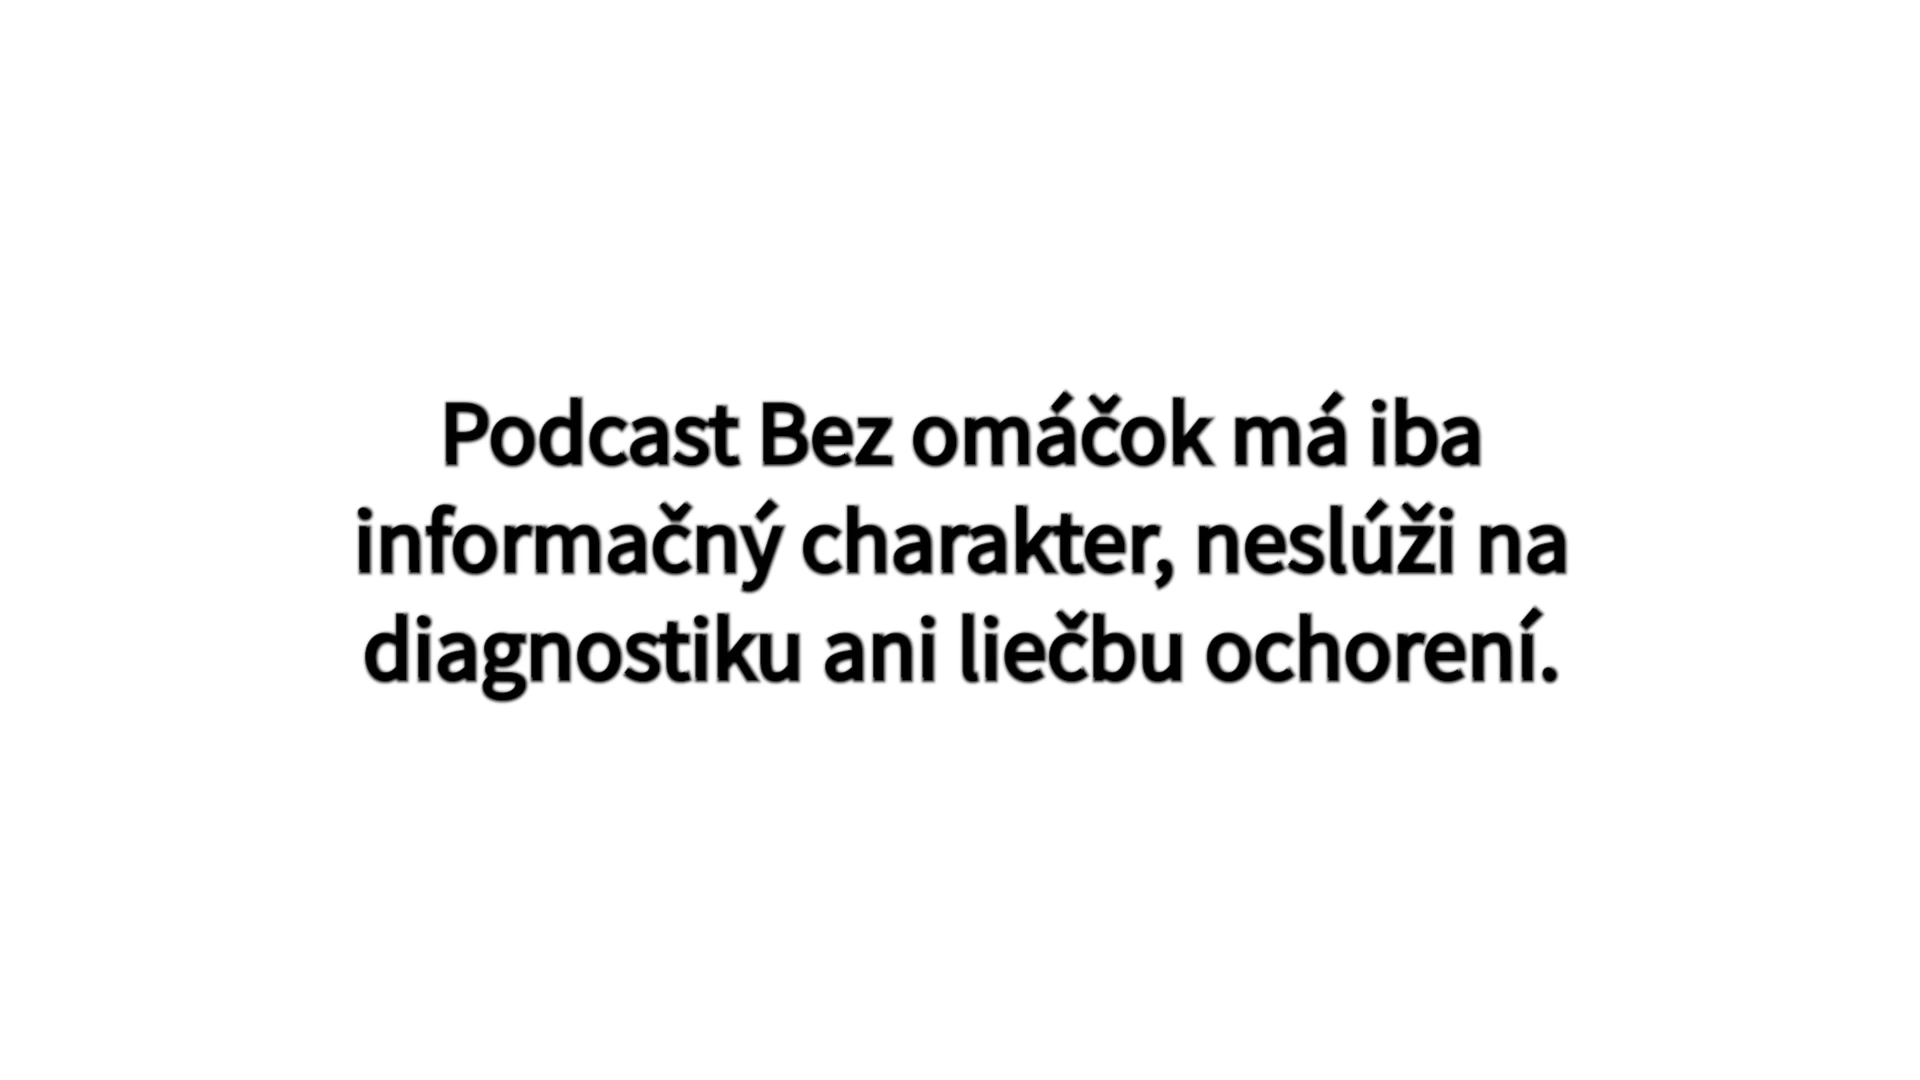 Podcast Bez omáčok má iba
informačný charakter, neslúži na
diagnostiku ani liečbu ochorení.